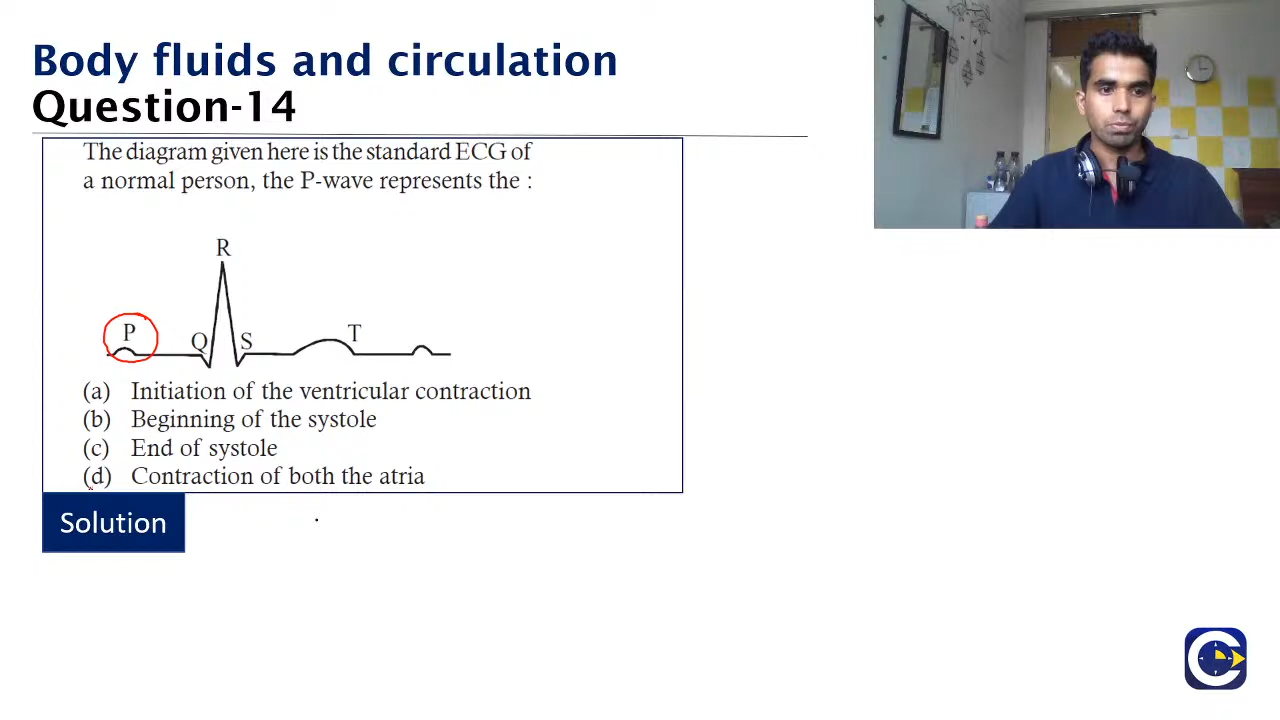 Body fluids and circulation
Question-14
The diagram given here is the standard ECG of
a normal person, the P-wave represents the :
R
P
Q
S
T
(a) Initiation of the ventricular contraction
(b) Beginning of the systole
(c) End of systole
(d) Contraction of both the atria
Solution